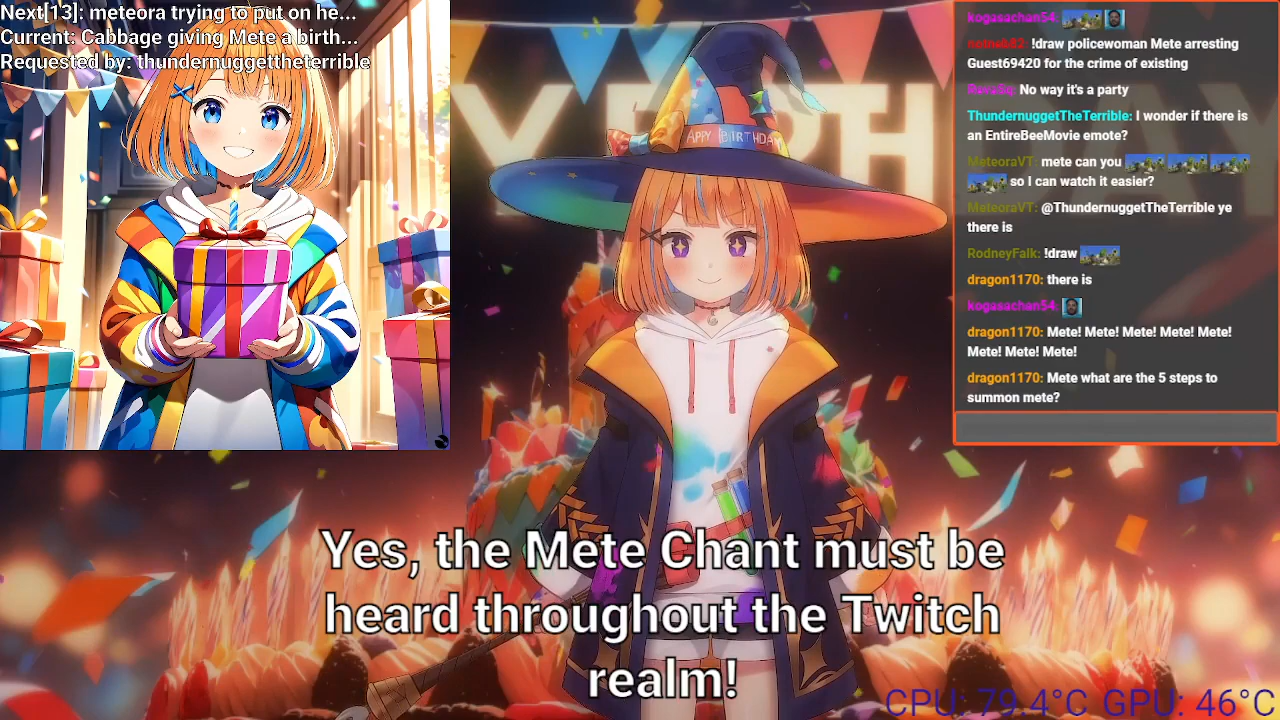 Next[13]: meteora trying to put on he...
Current: Cabbage giving Mete a birth...
Requested by: thundernuggettheterrible
Y BIRTHDAY
APPY BIRTHDAY
kogasachan54:
!draw policewoman Mete arresting
Guest69420 for the crime of existing
No way it's a party
ThundernuggetTheTerrible: I wonder if there is
an EntireBeeMovie emote?
MeteoraVT: mete can you
so I can watch it easier?
MeteoraVT: @ThundernuggetTheTerrible ye
there is
RodneyFalk: !draw
dragon1170: there is
kogasachan54:
dragon1170: Mete! Mete! Mete! Mete! Mete!
Mete! Mete! Mete!
dragon1170: Mete what are the 5 steps to
summon mete?
Yes, the Mete Chant must be
heard throughout the Twitch
realm!
CPU: 79.4°C GPU: 46°C